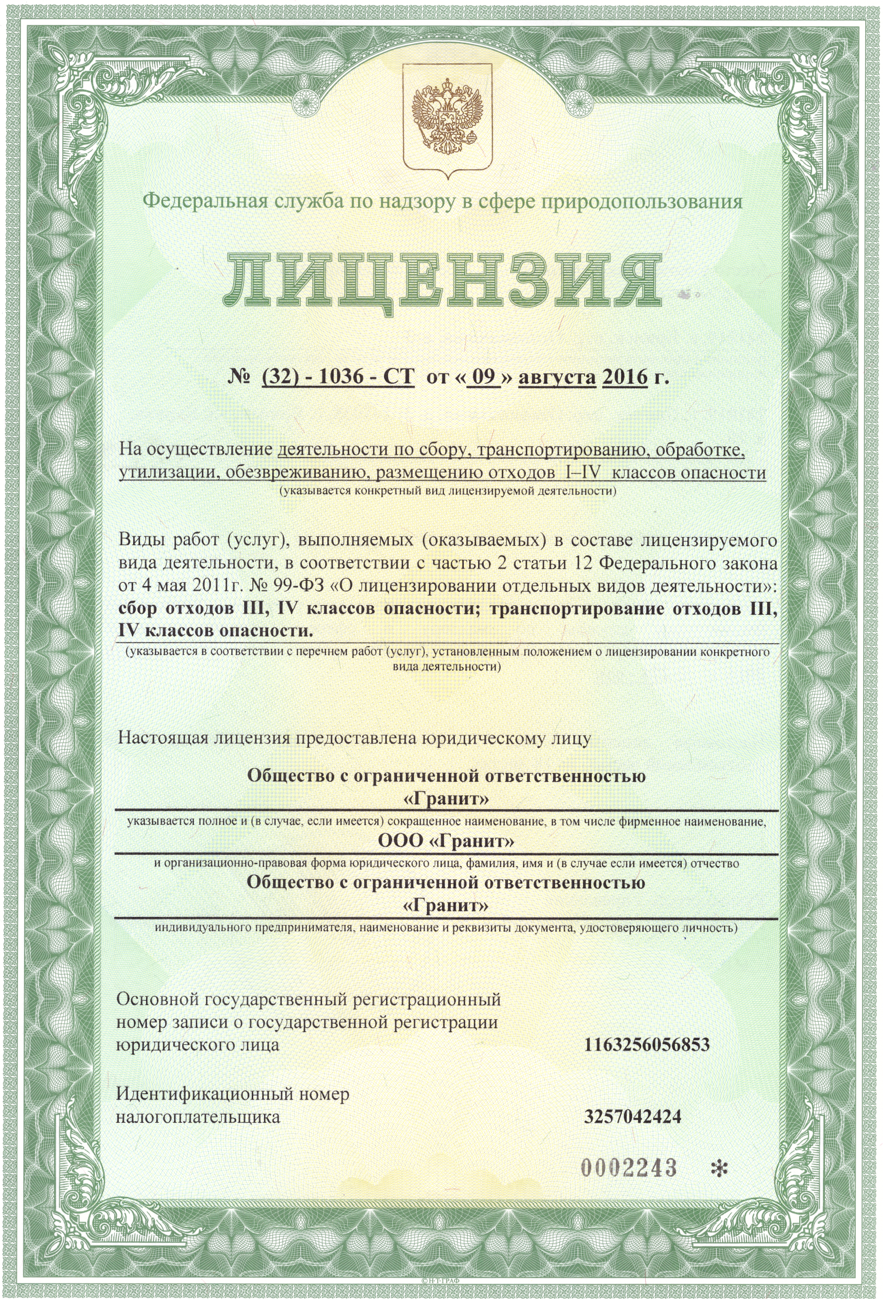 Федеральная служба по надзору в сфере природопользования
ЛИЦЕНЗИЯ
№ (32) - 1036 - СТ от « 09 » августа 2016 г.
На осуществление деятельности по сбору, транспортированию, обработке,
утилизации, обезвреживанию, размещению отходов I–IV классов опасности
(указывается конкретный вид лицензируемой деятельности)
Виды работ (услуг), выполняемых (оказываемых) в составе лицензируемого
вида деятельности, в соответствии с частью 2 статьи 12 Федерального закона
от 4 мая 2011г. № 99-ФЗ «О лицензировании отдельных видов деятельности»:
сбор отходов III, IV классов опасности; транспортирование отходов III,
IV классов опасности.
(указывается в соответствии с перечнем работ (услуг), установленным положением о лицензировании конкретного
вида деятельности)
Настоящая лицензия предоставлена юридическому лицу
Общество с ограниченной ответственностью
«Гранит»
указывается полное и (в случае, если имеется) сокращенное наименование, в том числе фирменное наименование,
ООО «Гранит»
и организационно-правовая форма юридического лица, фамилия, имя и (в случае если имеется) отчество
Общество с ограниченной ответственностью
«Гранит»
индивидуального предпринимателя, наименование и реквизиты документа, удостоверяющего личность)
Основной государственный регистрационный
номер записи о государственной регистрации
юридического лица 1163256056853
Идентификационный номер
налогоплательщика 3257042424
0002243 *
© Н.Т.ГРАФ